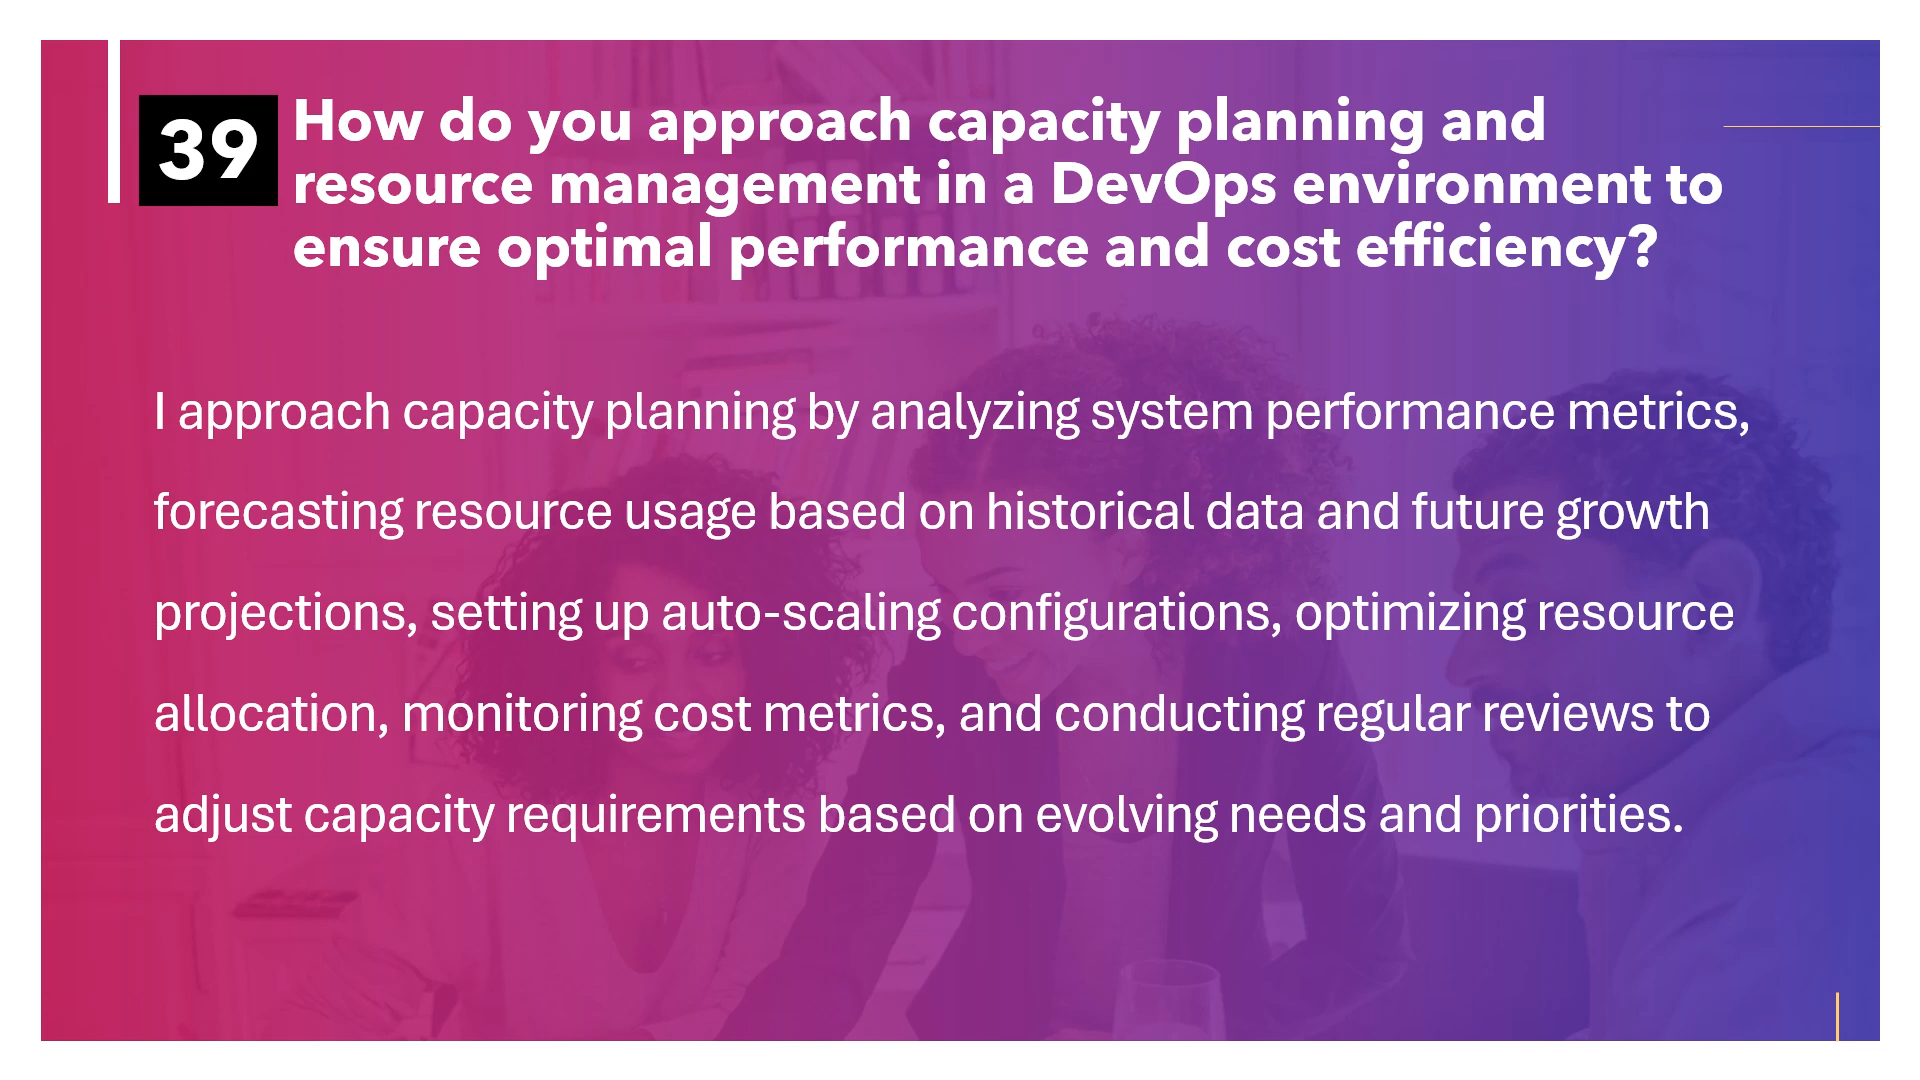 39
How do you approach capacity planning and
resource management in a DevOps environment to
ensure optimal performance and cost efficiency?
I approach capacity planning by analyzing system performance metrics,
forecasting resource usage based on historical data and future growth
projections, setting up auto-scaling configurations, optimizing resource
allocation, monitoring cost metrics, and conducting regular reviews to
adjust capacity requirements based on evolving needs and priorities.